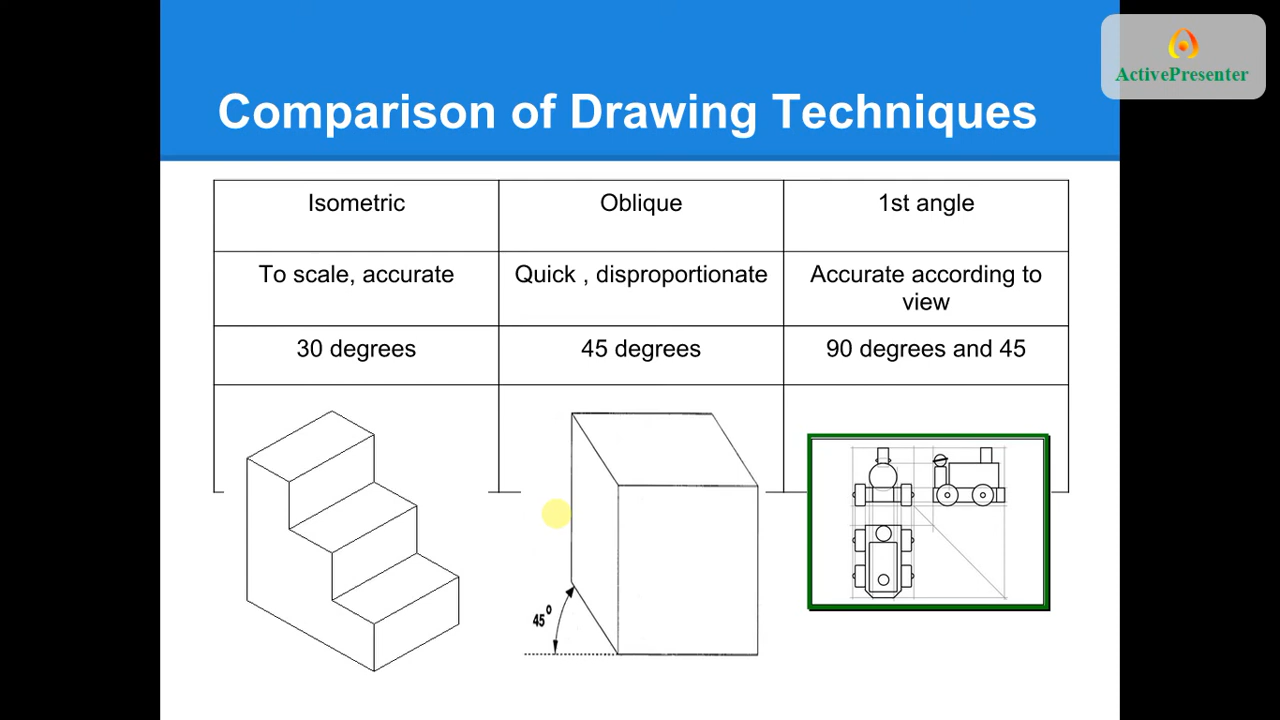 ActivePresenter
Comparison of Drawing Techniques
Isometric
Oblique
1st angle
To scale, accurate
Quick , disproportionate
Accurate according to
view
30 degrees
45 degrees
90 degrees and 45
45°